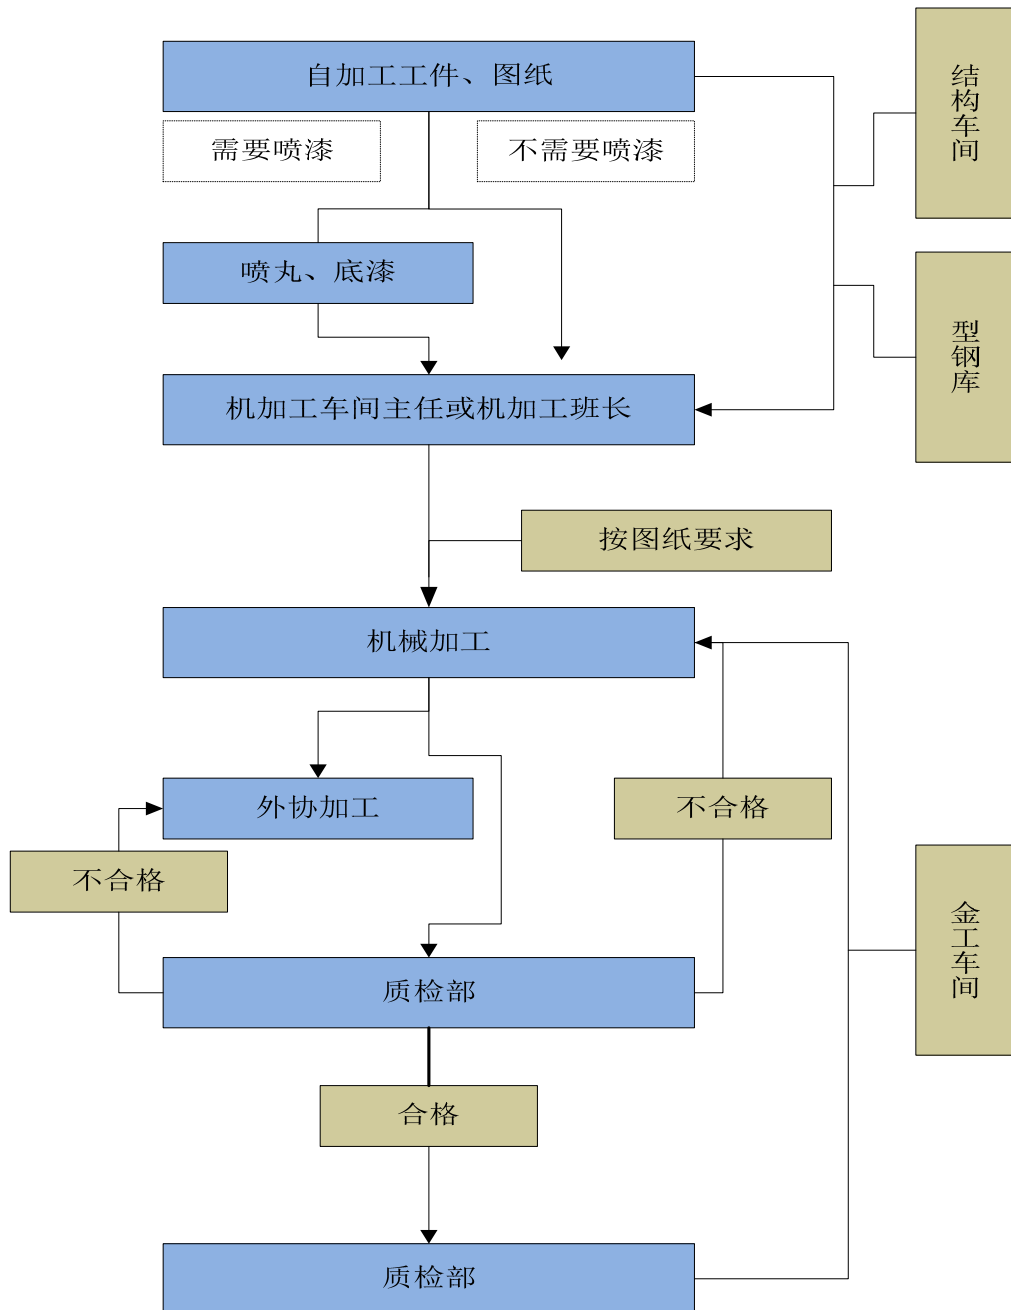 自加工工件、图纸
结构车间
需要喷漆
不需要喷漆
喷丸、底漆
型钢库
机加工车间主任或机加工班长
按图纸要求
机械加工
外协加工
不合格
不合格
金工车间
质检部
合格
质检部